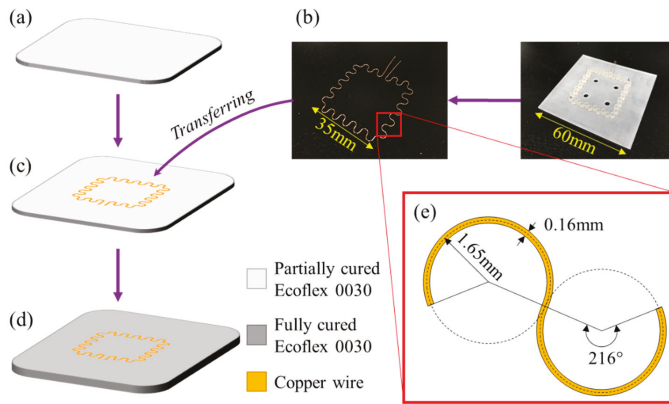 (a)
(b)
Transferring
35mm
60mm
(c)
(e)
0.16mm
1.65mm
216°
Partially cured
Ecoflex 0030
(d)
Fully cured
Ecoflex 0030
Copper wire